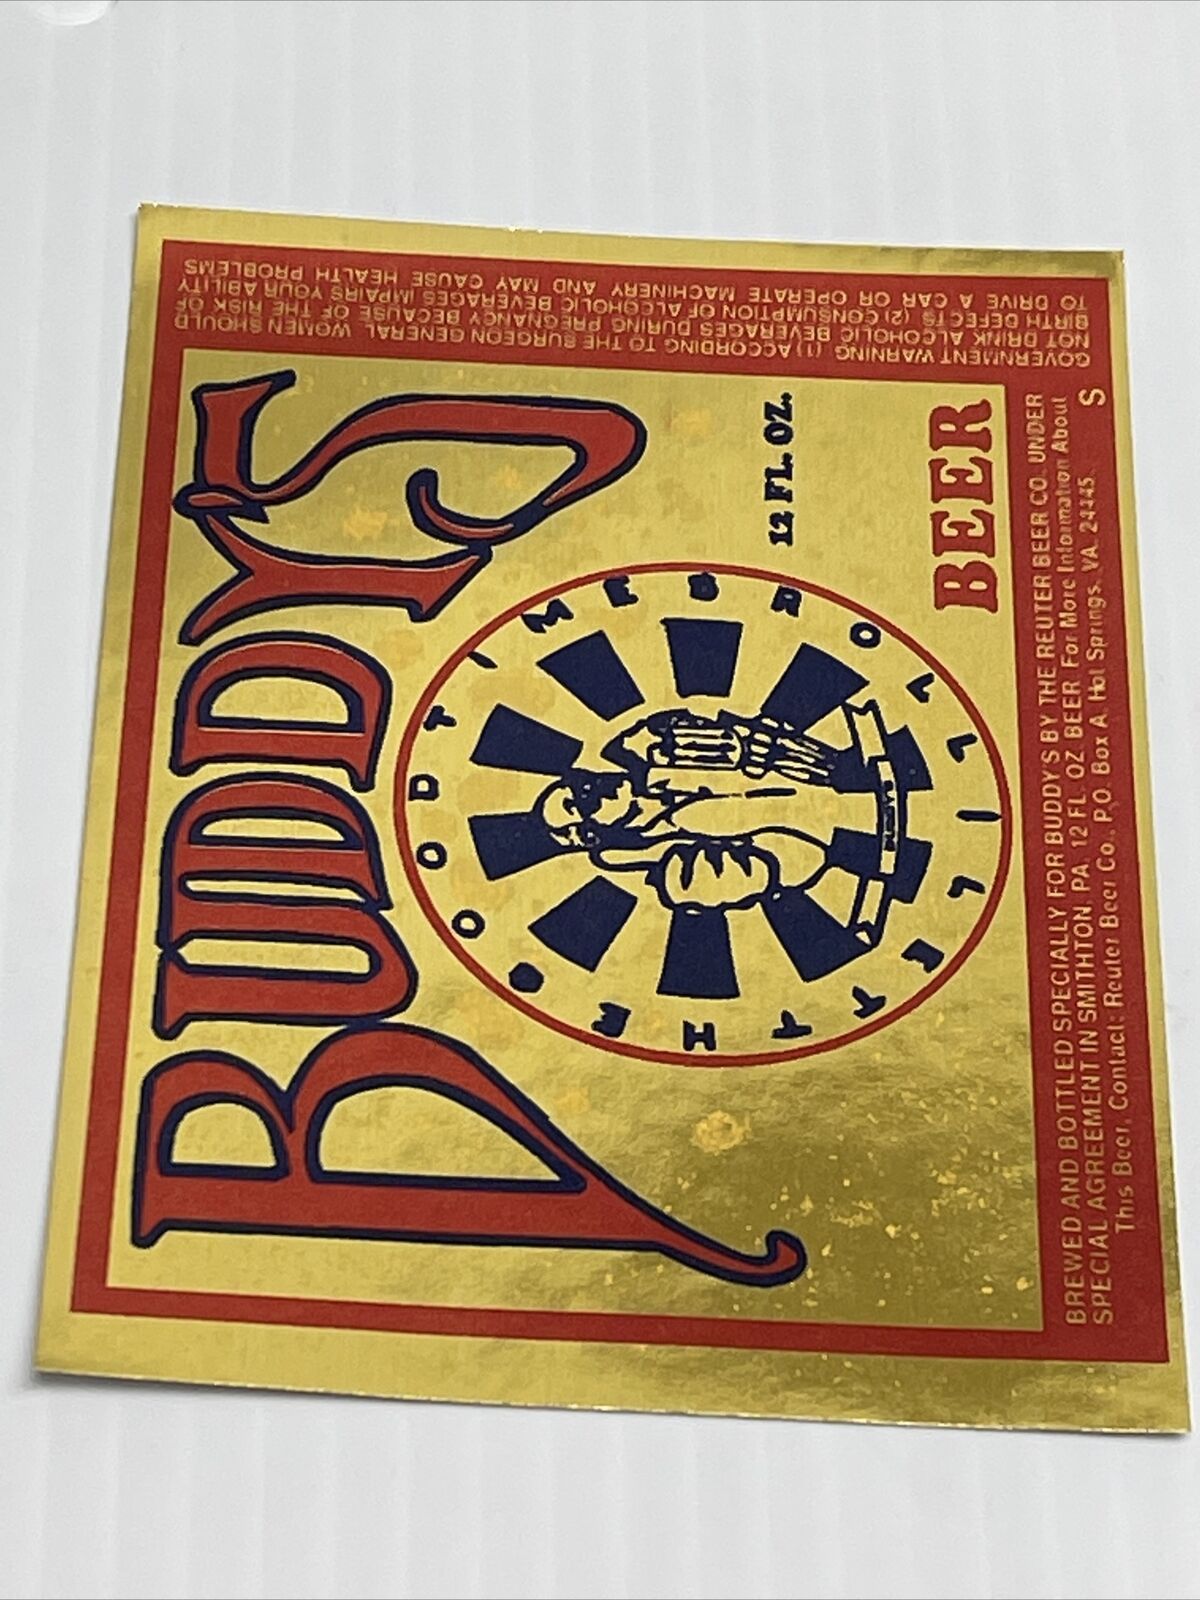 BUDDY'S
LET THE GOOD TIMES ROLL!
BUDDY'S
12 FL. OZ.
BEER
BREWED AND BOTTLED SPECIALLY FOR BUDDY'S BY THE REUTER BEER CO. UNDER
SPECIAL AGREEMENT IN SMITHTON PA 12 FL. OZ BEER For More Information About
This Beer, Contact: Reuter Beer Co., P.O. Box A, Hot Springs, VA. 24445
S
GOVERNMENT WARNING (1) ACCORDING TO THE SURGEON GENERAL WOMEN SHOULD
NOT DRINK ALCOHOLIC BEVERAGES DURING PREGNANCY BECAUSE OF THE RISK OF
BIRTH DEFECTS (2) CONSUMPTION OF ALCOHOLIC BEVERAGES IMPAIRS YOUR ABILITY
TO DRIVE A CAR OR OPERATE MACHINERY AND MAY CAUSE HEALTH PROBLEMS